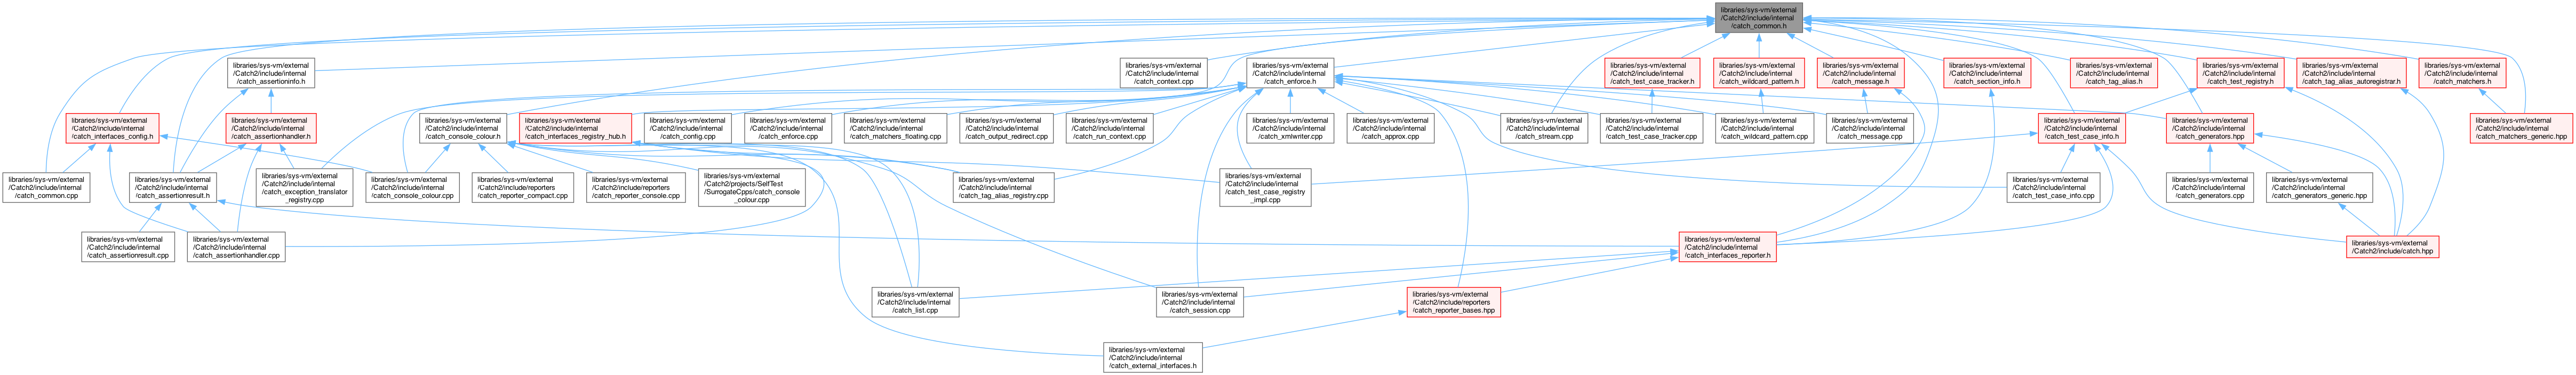 libraries/sys-vm/external
/Catch2/include/internal
/catch_common.h
libraries/sys-vm/external
/Catch2/include/internal
/catch_assertioninfo.h
libraries/sys-vm/external
/Catch2/include/internal
/catch_context.cpp
libraries/sys-vm/external
/Catch2/include/internal
/catch_enforce.h
libraries/sys-vm/external
/Catch2/include/internal
/catch_test_case_tracker.h
libraries/sys-vm/external
/Catch2/include/internal
/catch_wildcard_pattern.h
libraries/sys-vm/external
/Catch2/include/internal
/catch_message.h
libraries/sys-vm/external
/Catch2/include/internal
/catch_section_info.h
libraries/sys-vm/external
/Catch2/include/internal
/catch_tag_alias.h
libraries/sys-vm/external
/Catch2/include/internal
/catch_test_registry.h
libraries/sys-vm/external
/Catch2/include/internal
/catch_tag_alias_autoregistrar.h
libraries/sys-vm/external
/Catch2/include/internal
/catch_matchers.h
libraries/sys-vm/external
/Catch2/include/internal
/catch_interfaces_config.h
libraries/sys-vm/external
/Catch2/include/internal
/catch_assertionhandler.h
libraries/sys-vm/external
/Catch2/include/internal
/catch_console_colour.h
libraries/sys-vm/external
/Catch2/include/internal
/catch_interfaces_registry_hub.h
libraries/sys-vm/external
/Catch2/include/internal
/catch_config.cpp
libraries/sys-vm/external
/Catch2/include/internal
/catch_enforce.cpp
libraries/sys-vm/external
/Catch2/include/internal
/catch_matchers_floating.cpp
libraries/sys-vm/external
/Catch2/include/internal
/catch_output_redirect.cpp
libraries/sys-vm/external
/Catch2/include/internal
/catch_run_context.cpp
libraries/sys-vm/external
/Catch2/include/internal
/catch_xmlwriter.cpp
libraries/sys-vm/external
/Catch2/include/internal
/catch_approx.cpp
libraries/sys-vm/external
/Catch2/include/internal
/catch_stream.cpp
libraries/sys-vm/external
/Catch2/include/internal
/catch_test_case_tracker.cpp
libraries/sys-vm/external
/Catch2/include/internal
/catch_wildcard_pattern.cpp
libraries/sys-vm/external
/Catch2/include/internal
/catch_message.cpp
libraries/sys-vm/external
/Catch2/include/internal
/catch_test_case_info.h
libraries/sys-vm/external
/Catch2/include/internal
/catch_generators.hpp
libraries/sys-vm/external
/Catch2/include/internal
/catch_matchers_generic.hpp
libraries/sys-vm/external
/Catch2/include/internal
/catch_common.cpp
libraries/sys-vm/external
/Catch2/include/internal
/catch_assertionresult.h
libraries/sys-vm/external
/Catch2/include/internal
/catch_exception_translator
_registry.cpp
libraries/sys-vm/external
/Catch2/include/internal
/catch_console_colour.cpp
libraries/sys-vm/external
/Catch2/include/reporters
/catch_reporter_compact.cpp
libraries/sys-vm/external
/Catch2/include/reporters
/catch_reporter_console.cpp
libraries/sys-vm/external
/Catch2/projects/SelfTest
/SurrogateCpps/catch_console
_colour.cpp
libraries/sys-vm/external
/Catch2/include/internal
/catch_tag_alias_registry.cpp
libraries/sys-vm/external
/Catch2/include/internal
/catch_test_case_registry
_impl.cpp
libraries/sys-vm/external
/Catch2/include/internal
/catch_test_case_info.cpp
libraries/sys-vm/external
/Catch2/include/internal
/catch_generators.cpp
libraries/sys-vm/external
/Catch2/include/internal
/catch_generators_generic.hpp
libraries/sys-vm/external
/Catch2/include/internal
/catch_assertionresult.cpp
libraries/sys-vm/external
/Catch2/include/internal
/catch_assertionhandler.cpp
libraries/sys-vm/external
/Catch2/include/internal
/catch_interfaces_reporter.h
libraries/sys-vm/external
/Catch2/include/catch.hpp
libraries/sys-vm/external
/Catch2/include/internal
/catch_list.cpp
libraries/sys-vm/external
/Catch2/include/internal
/catch_session.cpp
libraries/sys-vm/external
/Catch2/include/reporters
/catch_reporter_bases.hpp
libraries/sys-vm/external
/Catch2/include/internal
/catch_external_interfaces.h